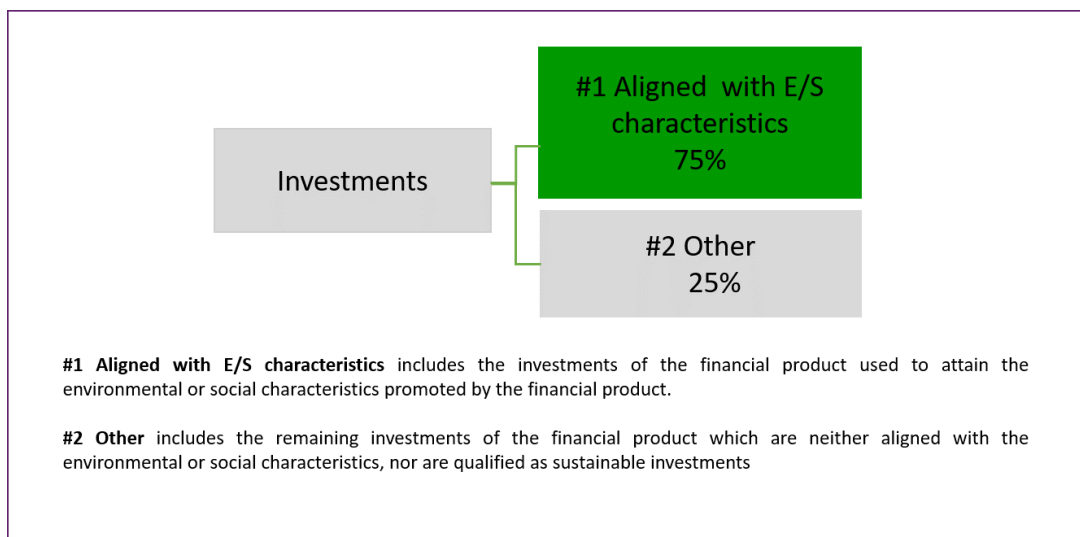 #1 Aligned with E/S
characteristics
75%
Investments
#2 Other
25%
#1 Aligned with E/S characteristics includes the investments of the financial product used to attain the
environmental or social characteristics promoted by the financial product.
#2 Other includes the remaining investments of the financial product which are neither aligned with the
environmental or social characteristics, nor are qualified as sustainable investments